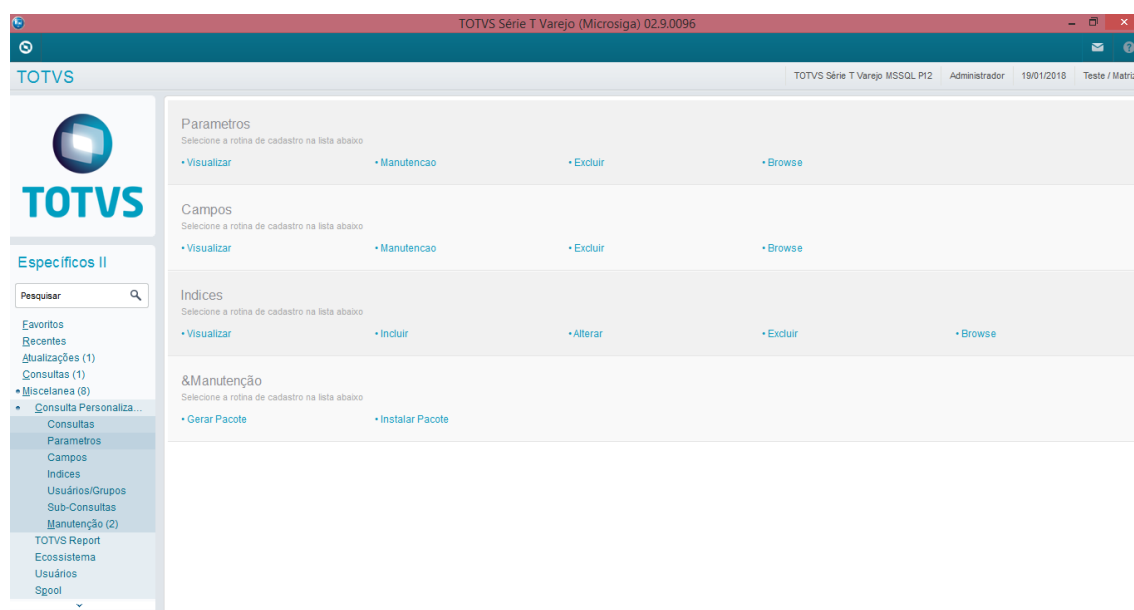 TOTVS Série T Varejo (Microsiga) 02.9.0096
TOTVS
TOTVS Série T Varejo MSSQL P12 Administrador 19/01/2018 Teste / Matriz
TOTVS
Específicos II
Pesquisar
Favoritos
Recentes
Atualizações (1)
Consultas (1)
Miscelanea (8)
Consulta Personaliza...
Consultas
Parametros
Campos
Indices
Usuários/Grupos
Sub-Consultas
Manutenção (2)
TOTVS Report
Ecossistema
Usuários
Spool
Parametros
Selecione a rotina de cadastro na lista abaixo
• Visualizar • Manutencao • Excluir • Browse
Campos
Selecione a rotina de cadastro na lista abaixo
• Visualizar • Manutencao • Excluir • Browse
Indices
Selecione a rotina de cadastro na lista abaixo
• Visualizar • Incluir • Alterar • Excluir • Browse
&Manutenção
Selecione a rotina de cadastro na lista abaixo
• Gerar Pacote • Instalar Pacote